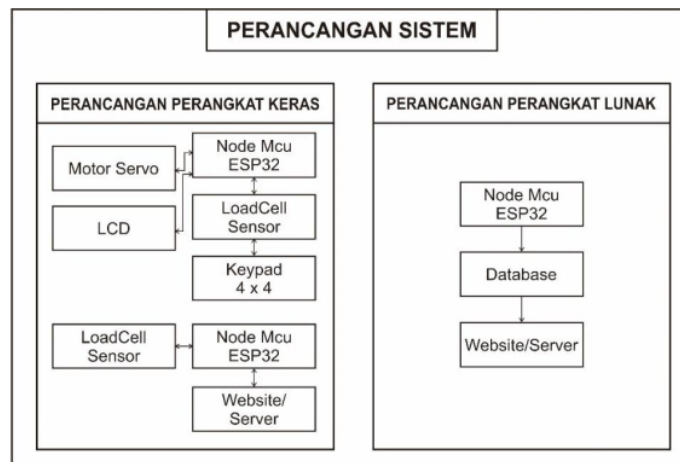 PERANCANGAN SISTEM
PERANCANGAN PERANGKAT KERAS
Motor Servo
Node Mcu
ESP32
LCD
LoadCell
Sensor
Keypad
4 x 4
LoadCell
Sensor
Node Mcu
ESP32
Website/
Server
PERANCANGAN PERANGKAT LUNAK
Node Mcu
ESP32
Database
Website/Server